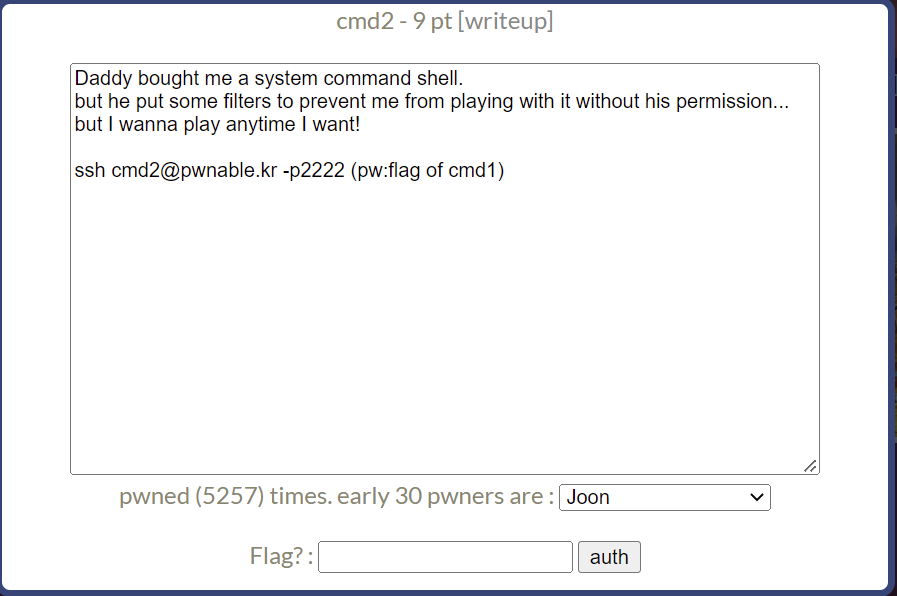 cmd2 - 9 pt [writeup]
Daddy bought me a system command shell.
but he put some filters to prevent me from playing with it without his permission...
but I wanna play anytime I want!
ssh cmd2@pwnable.kr -p2222 (pw:flag of cmd1)
pwned (5257) times. early 30 pwners are : Joon
Flag? : auth